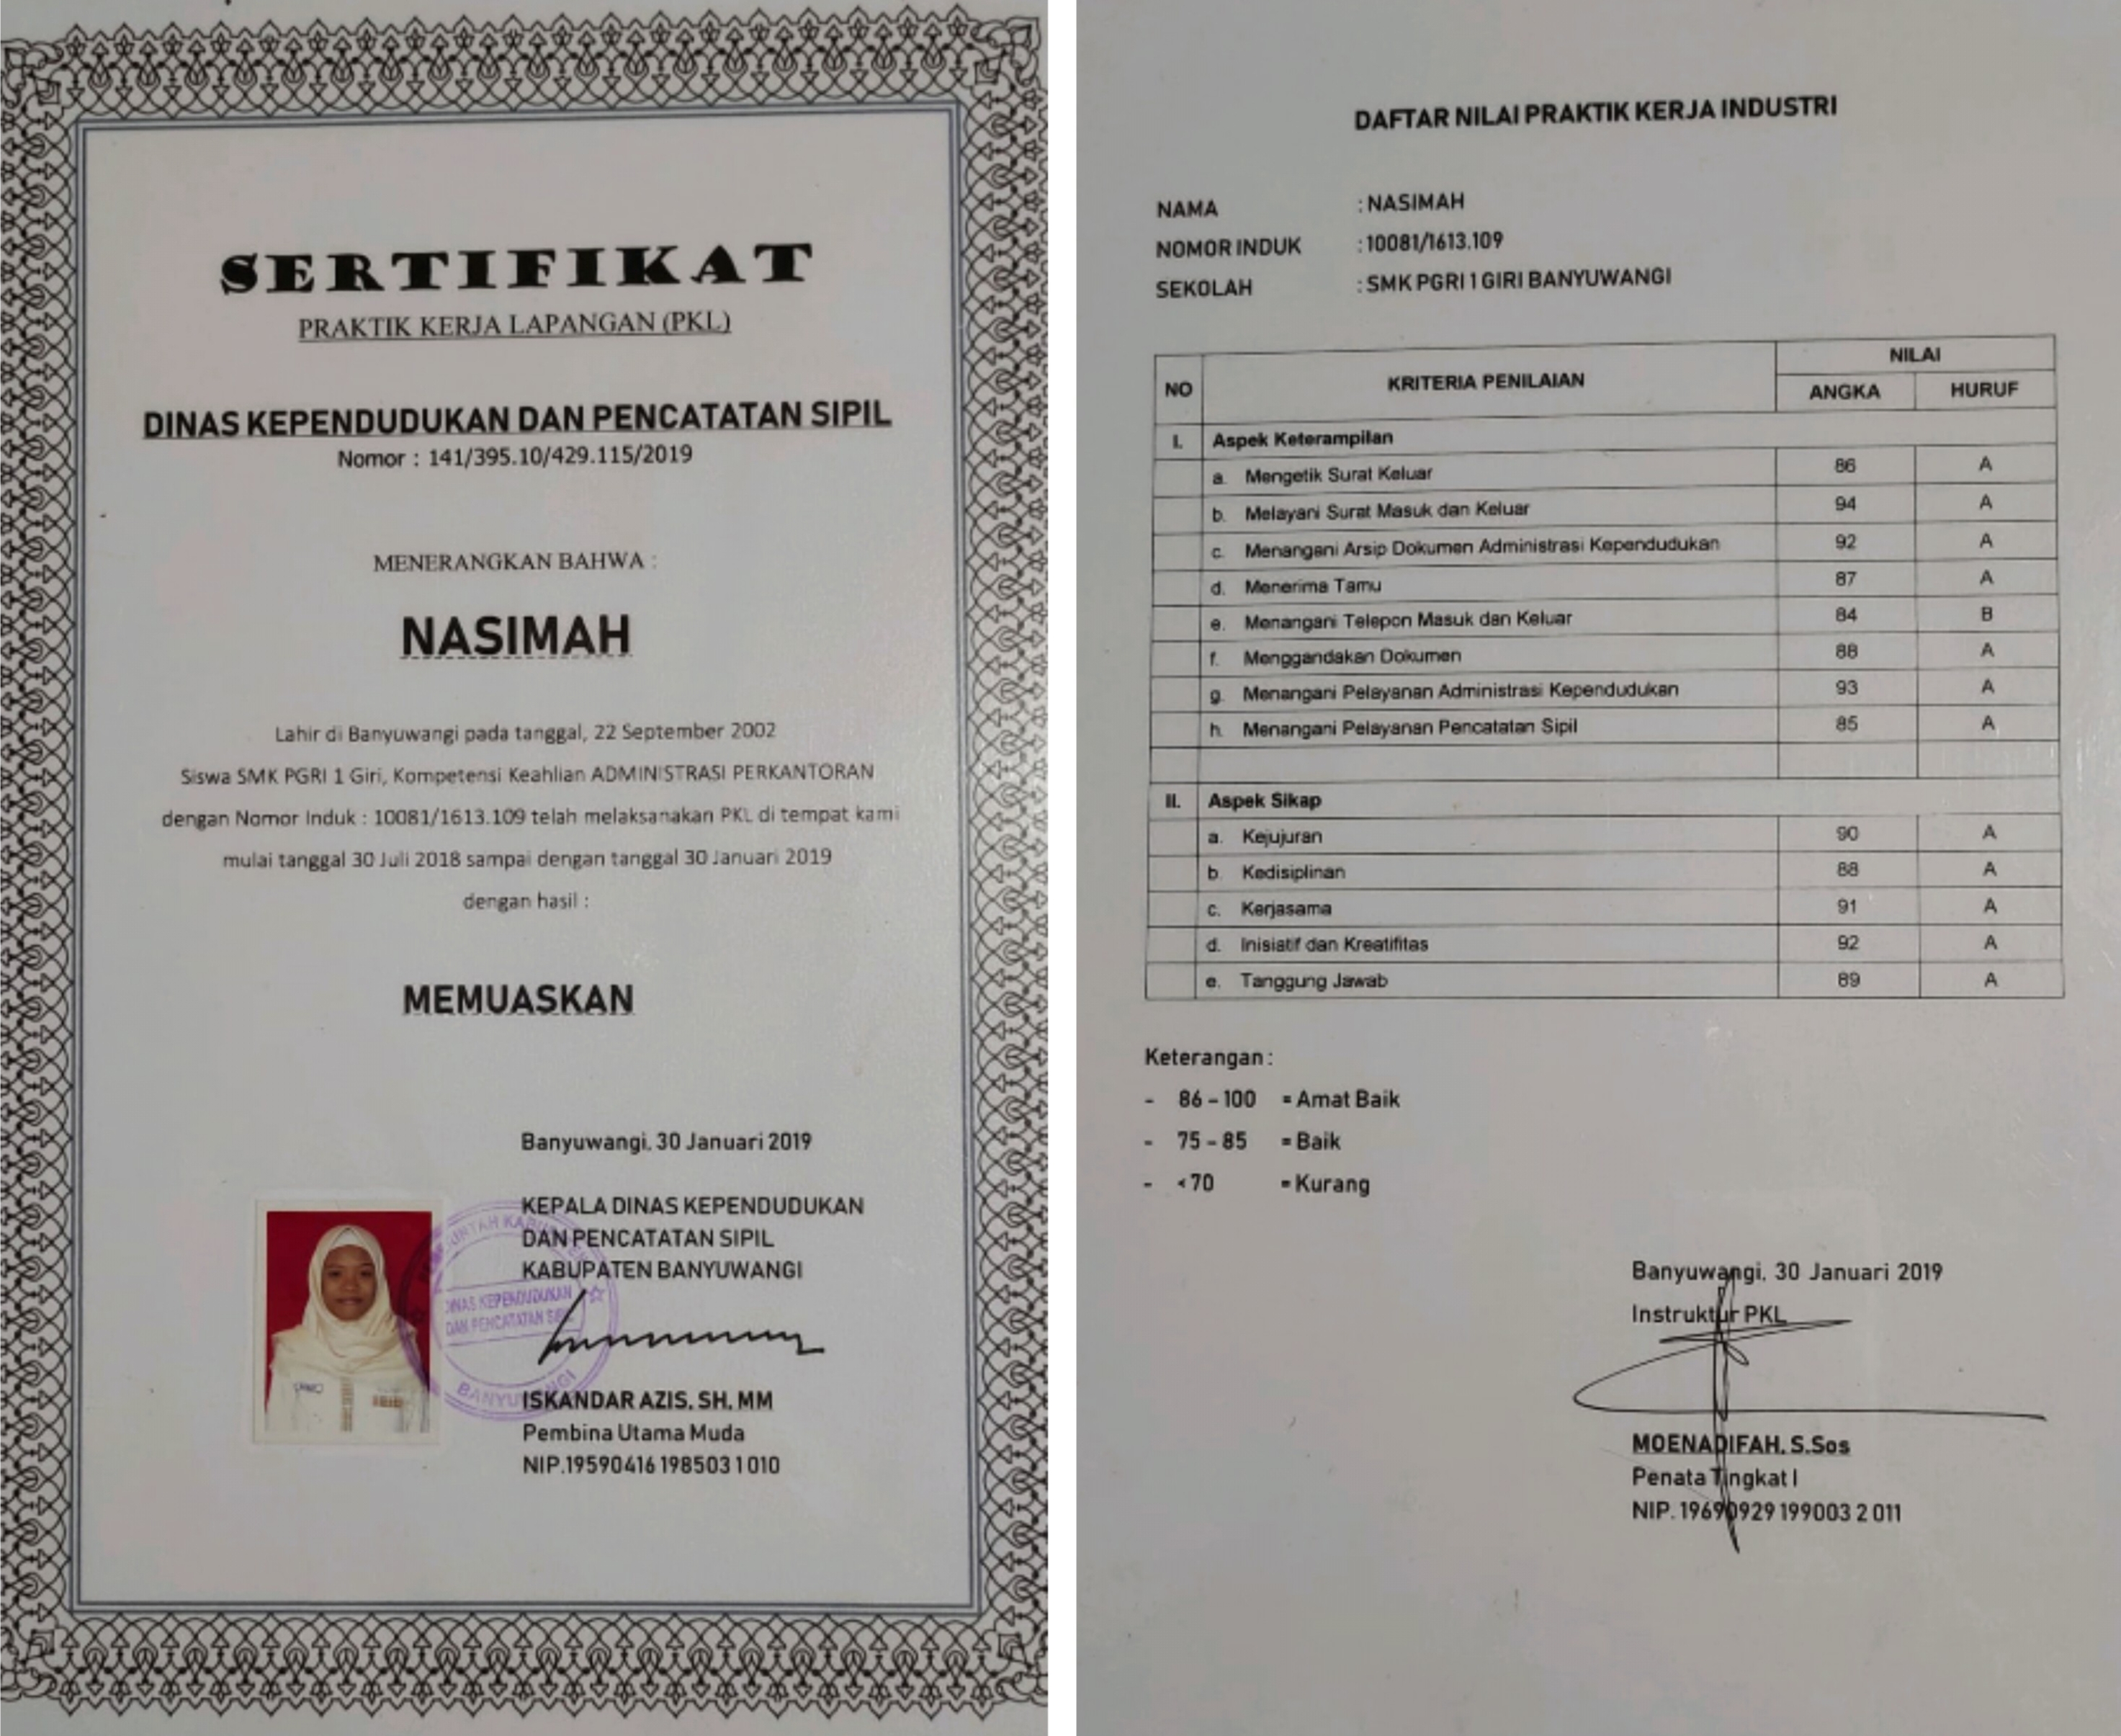 SERTIFIKAT
PRAKTIK KERJA LAPANGAN (PKL)
DINAS KEPENDUDUKAN DAN PENCATATAN SIPIL
Nomor : 141/395.10/429.115/2019
MENERANGKAN BAHWA :
NASIMAH
Lahir di Banyuwangi pada tanggal, 22 September 2002
Siswa SMK PGRI 1 Giri, Kompetensi Keahlian ADMINISTRASI PERKANTORAN
dengan Nomor Induk : 10081/1613.109 telah melaksanakan PKL di tempat kami
mulai tanggal 30 Juli 2018 sampai dengan tanggal 30 Januari 2019
dengan hasil :
MEMUASKAN
Banyuwangi, 30 Januari 2019
KEPALA DINAS KEPENDUDUKAN
DAN PENCATATAN SIPIL
KABUPATEN BANYUWANGI
DINAS KEPENDUDUKAN
DAN PENCATATAN SIPIL
BANYUWANGI
ISKANDAR AZIS, SH, MM
Pembina Utama Muda
NIP.19590416 198503 1 010
DAFTAR NILAI PRAKTIK KERJA INDUSTRI
NAMA : NASIMAH
NOMOR INDUK : 10081/1613.109
SEKOLAH : SMK PGRI 1 GIRI BANYUWANGI
NO KRITERIA PENILAIAN NILAI
ANGKA HURUF
I. Aspek Keterampilan
a. Mengetik Surat Keluar 86 A
b. Melayani Surat Masuk dan Keluar 94 A
c. Menangani Arsip Dokumen Administrasi Kependudukan 92 A
d. Menerima Tamu 87 A
e. Menangani Telepon Masuk dan Keluar 84 B
f. Menggandakan Dokumen 88 A
g. Menangani Pelayanan Administrasi Kependudukan 93 A
h. Menangani Pelayanan Pencatatan Sipil 85 A
II. Aspek Sikap
a. Kejujuran 90 A
b. Kedisiplinan 88 A
c. Kerjasama 91 A
d. Inisiatif dan Kreatifitas 92 A
e. Tanggung Jawab 89 A
Keterangan :
- 86 – 100 = Amat Baik
- 75 – 85 = Baik
- <70 = Kurang
Banyuwangi, 30 Januari 2019
Instruktur PKL
MOENADIFAH, S.Sos
Penata Tingkat I
NIP. 19690929 199003 2 011